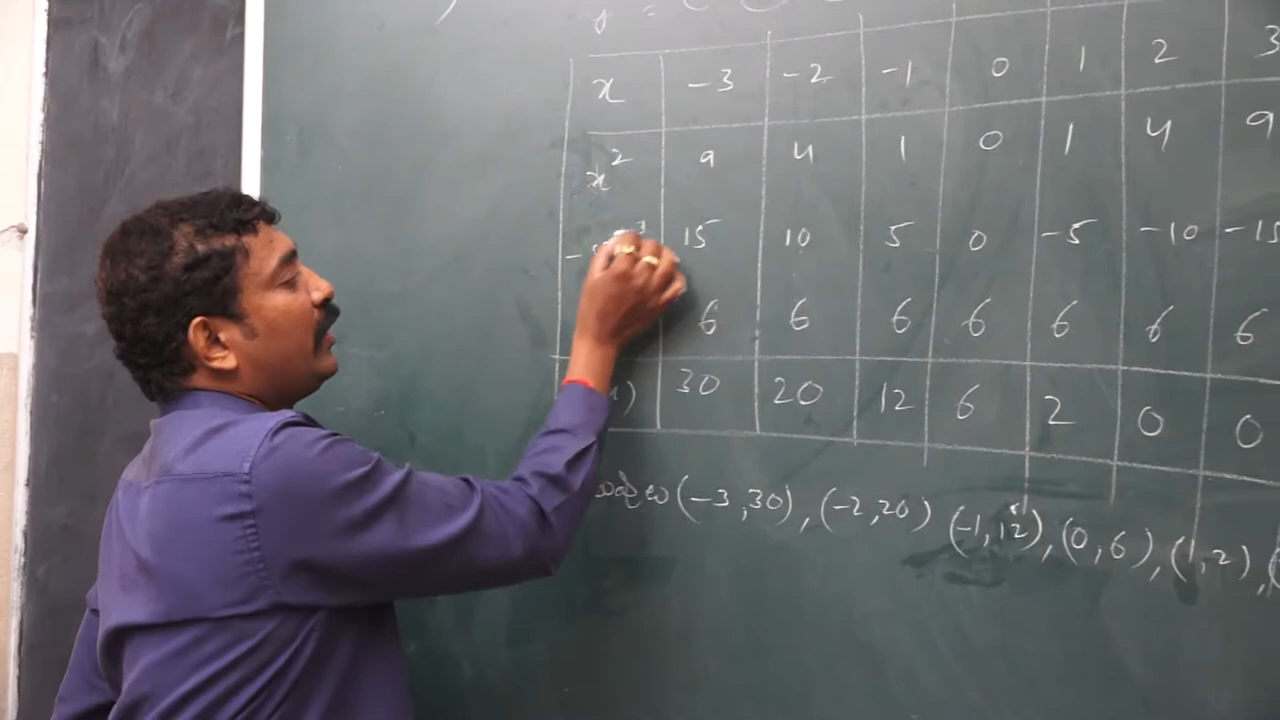 y =
x -3 -2 -1 0 1 2 3
x² 9 4 1 0 1 4 9
15 10 5 0 -5 -10 -15
6 6 6 6 6 6 6
30 20 12 6 2 0 0
(-3,30), (-2,20) (-1,12), (0,6), (1,2), (